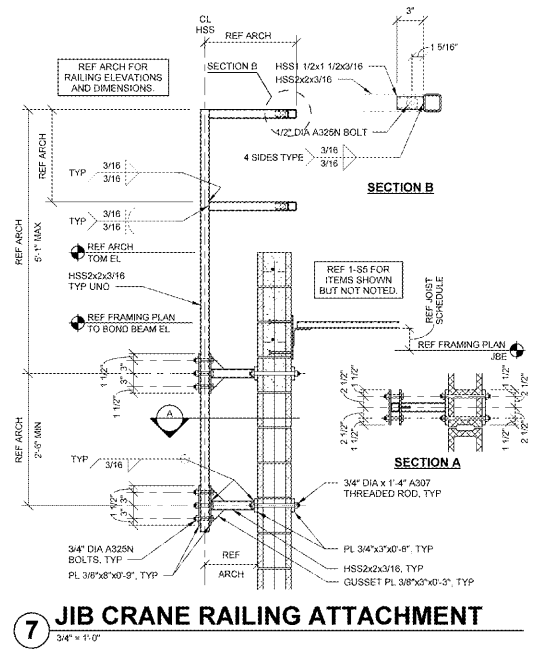 CL
HSS
REF ARCH
3"
1 5/16"
REF ARCH FOR
RAILING ELEVATIONS
AND DIMENSIONS.
SECTION B
HSS1 1/2x1 1/2x3/16
HSS2x2x3/16
1/2" DIA A325N BOLT
4 SIDES TYPE
3/16
3/16
SECTION B
REF ARCH
TYP
3/16
3/16
TYP
3/16
3/16
REF ARCH
5'-1" MAX
REF ARCH
TOM EL
HSS2x2x3/16
TYP UNO
REF FRAMING PLAN
TO BOND BEAM EL
REF 1-S5 FOR
ITEMS SHOWN
BUT NOT NOTED.
REF JOIST
SCHEDULE
REF FRAMING PLAN
JBE
1 1/2"
3"
3"
1 1/2"
REF ARCH
2'-6" MIN
A
2 1/2"
1 1/2"
1 1/2"
2 1/2"
1 1/2"
2 1/2"
2 1/2"
1 1/2"
SECTION A
TYP
3/16
1 1/2"
3"
3"
1 1/2"
3/4" DIA x 1'-4" A307
THREADED ROD, TYP
3/4" DIA A325N
BOLTS, TYP
PL 3/8"x8"x0'-9", TYP
REF
ARCH
PL 3/4"x3"x0'-8", TYP
HSS2x2x3/16, TYP
GUSSET PL 3/8"x3"x0'-3", TYP
7
JIB CRANE RAILING ATTACHMENT
3/4" = 1'-0"